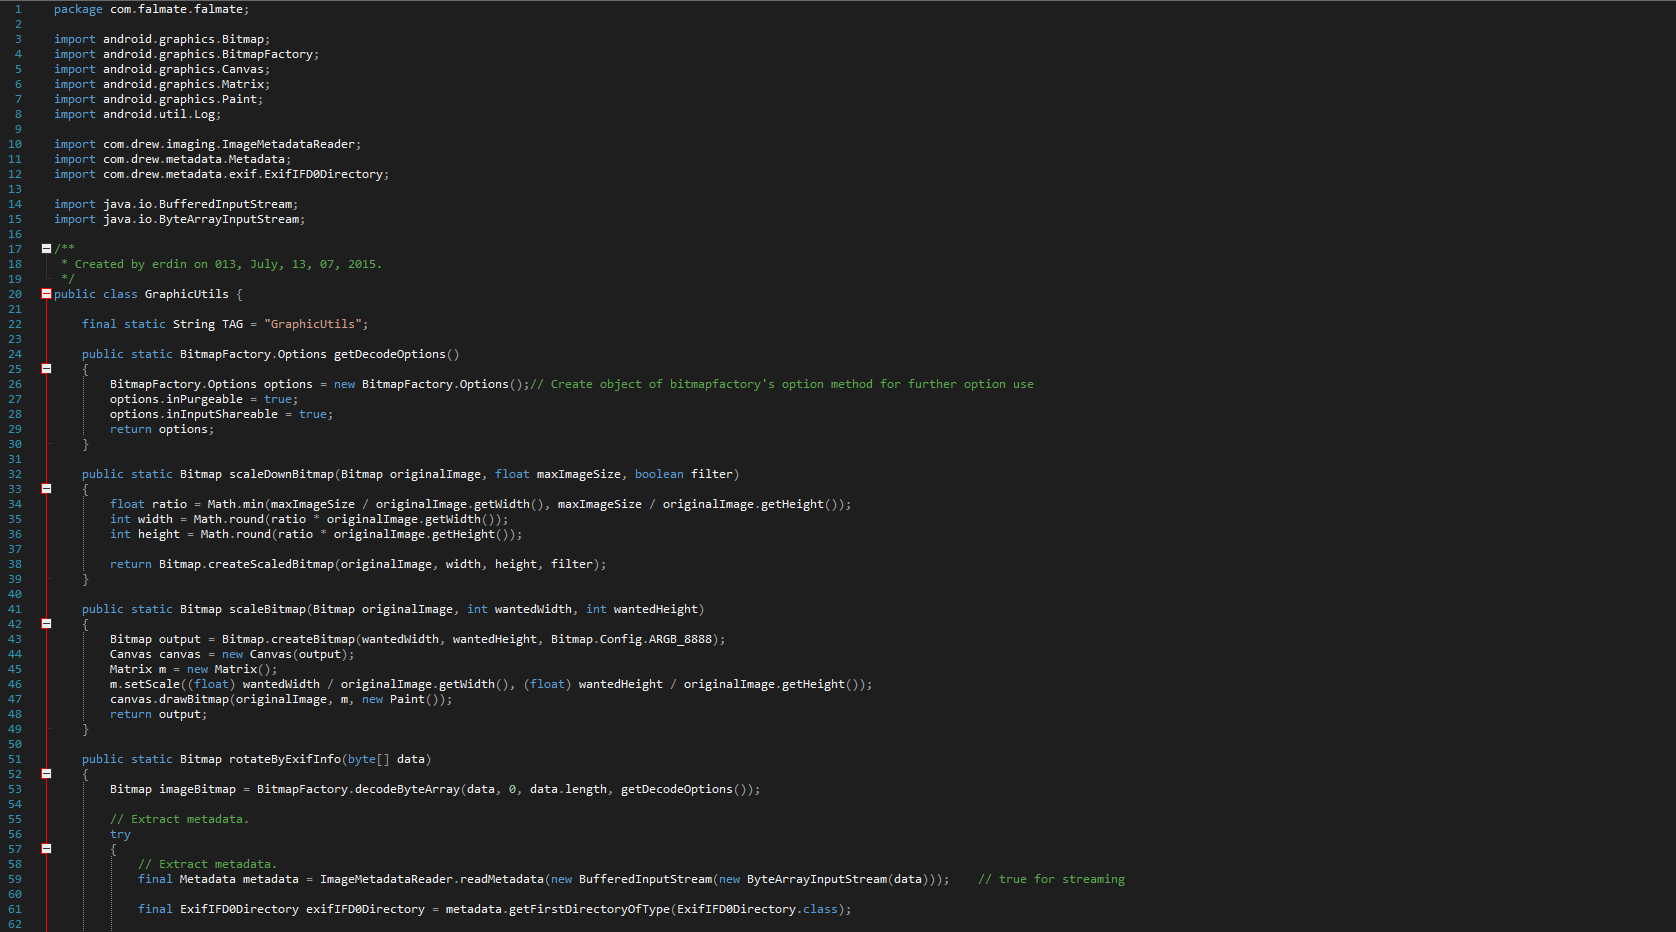 1 package com.falmate.falmate;
2
3 import android.graphics.Bitmap;
4 import android.graphics.BitmapFactory;
5 import android.graphics.Canvas;
6 import android.graphics.Matrix;
7 import android.graphics.Paint;
8 import android.util.Log;
9
10 import com.drew.imaging.ImageMetadataReader;
11 import com.drew.metadata.Metadata;
12 import com.drew.metadata.exif.ExifIFD0Directory;
13
14 import java.io.BufferedInputStream;
15 import java.io.ByteArrayInputStream;
16
17 /**
18  * Created by erdin on 013, July, 13, 07, 2015.
19  */
20 public class GraphicUtils {
21
22     final static String TAG = "GraphicUtils";
23
24     public static BitmapFactory.Options getDecodeOptions()
25     {
26         BitmapFactory.Options options = new BitmapFactory.Options();// Create object of bitmapfactory's option method for further option use
27         options.inPurgeable = true;
28         options.inInputShareable = true;
29         return options;
30     }
31
32     public static Bitmap scaleDownBitmap(Bitmap originalImage, float maxImageSize, boolean filter)
33     {
34         float ratio = Math.min(maxImageSize / originalImage.getWidth(), maxImageSize / originalImage.getHeight());
35         int width = Math.round(ratio * originalImage.getWidth());
36         int height = Math.round(ratio * originalImage.getHeight());
37
38         return Bitmap.createScaledBitmap(originalImage, width, height, filter);
39     }
40
41     public static Bitmap scaleBitmap(Bitmap originalImage, int wantedWidth, int wantedHeight)
42     {
43         Bitmap output = Bitmap.createBitmap(wantedWidth, wantedHeight, Bitmap.Config.ARGB_8888);
44         Canvas canvas = new Canvas(output);
45         Matrix m = new Matrix();
46         m.setScale((float) wantedWidth / originalImage.getWidth(), (float) wantedHeight / originalImage.getHeight());
47         canvas.drawBitmap(originalImage, m, new Paint());
48         return output;
49     }
50
51     public static Bitmap rotateByExifInfo(byte[] data)
52     {
53         Bitmap imageBitmap = BitmapFactory.decodeByteArray(data, 0, data.length, getDecodeOptions());
54
55         // Extract metadata.
56         try
57         {
58             // Extract metadata.
59             final Metadata metadata = ImageMetadataReader.readMetadata(new BufferedInputStream(new ByteArrayInputStream(data)));    // true for streaming
60
61             final ExifIFD0Directory exifIFD0Directory = metadata.getFirstDirectoryOfType(ExifIFD0Directory.class);
62